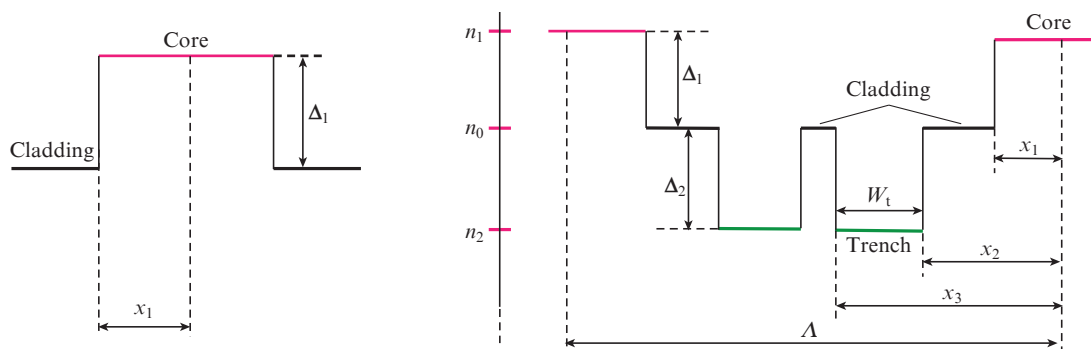 Core
Δ₁
Cladding
x₁
n₁
n₀
n₂
Core
Δ₁
Cladding
x₁
Δ₂
Wₜ
Trench
x₂
x₃
Λ